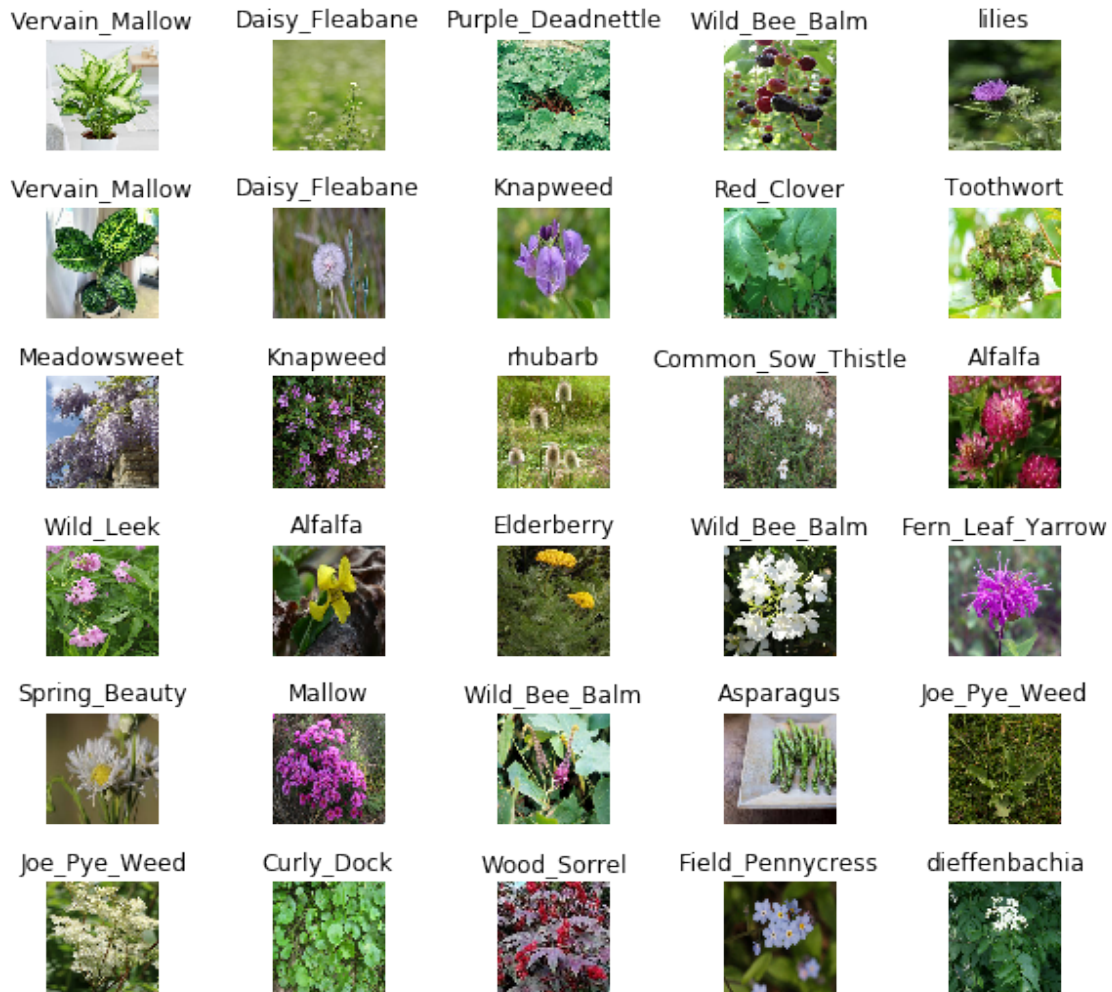 Vervain_Mallow Daisy_Fleabane Purple_Deadnettle Wild_Bee_Balm lilies
Vervain_Mallow Daisy_Fleabane Knapweed Red_Clover Toothwort
Meadowsweet Knapweed rhubarb Common_Sow_Thistle Alfalfa
Wild_Leek Alfalfa Elderberry Wild_Bee_Balm Fern_Leaf_Yarrow
Spring_Beauty Mallow Wild_Bee_Balm Asparagus Joe_Pye_Weed
Joe_Pye_Weed Curly_Dock Wood_Sorrel Field_Pennycress dieffenbachia